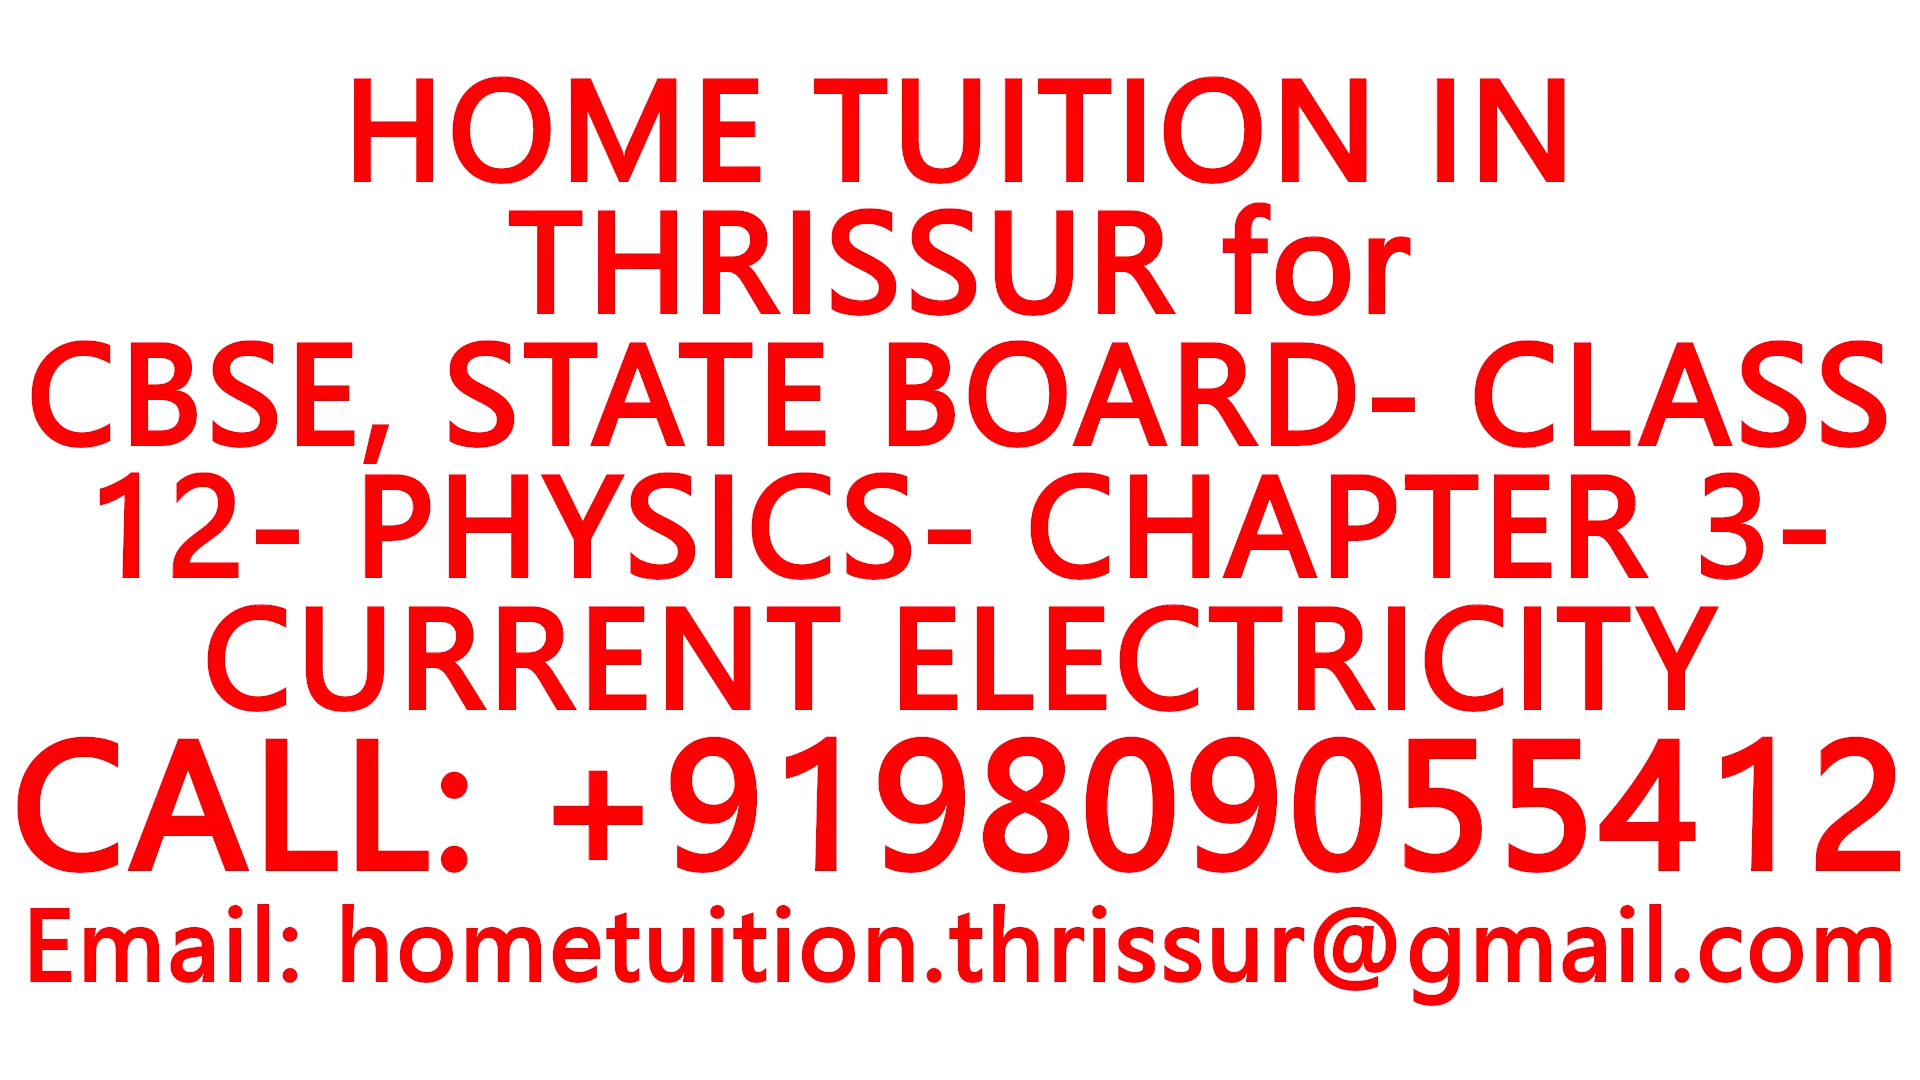 HOME TUITION IN
THRISSUR for
CBSE, STATE BOARD- CLASS
12- PHYSICS- CHAPTER 3-
CURRENT ELECTRICITY
CALL: +919809055412
Email: hometuition.thrissur@gmail.com